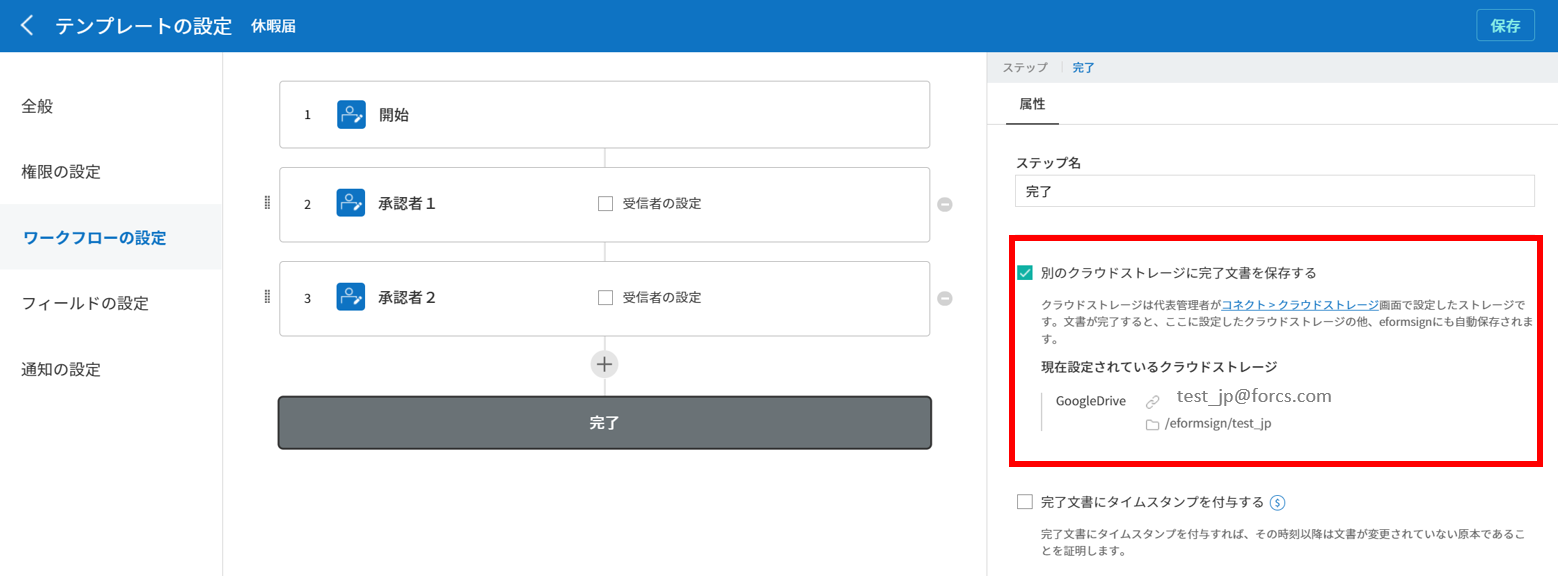 テンプレートの設定 休暇届
保存
全般
権限の設定
ワークフローの設定
フィールドの設定
通知の設定
1 開始
2 承認者１ 受信者の設定
3 承認者２ 受信者の設定
完了
ステップ 完了
属性
ステップ名
完了
別のクラウドストレージに完了文書を保存する
クラウドストレージは代表管理者がコネクト > クラウドストレージ画面で設定したストレージで
す。文書が完了すると、ここに設定したクラウドストレージの他、eformsignにも自動保存されま
す。
現在設定されているクラウドストレージ
GoogleDrive test_jp@forcs.com
/eformsign/test_jp
完了文書にタイムスタンプを付与する $
完了文書にタイムスタンプを付与すれば、その時刻以降は文書が変更されていない原本であるこ
とを証明します。